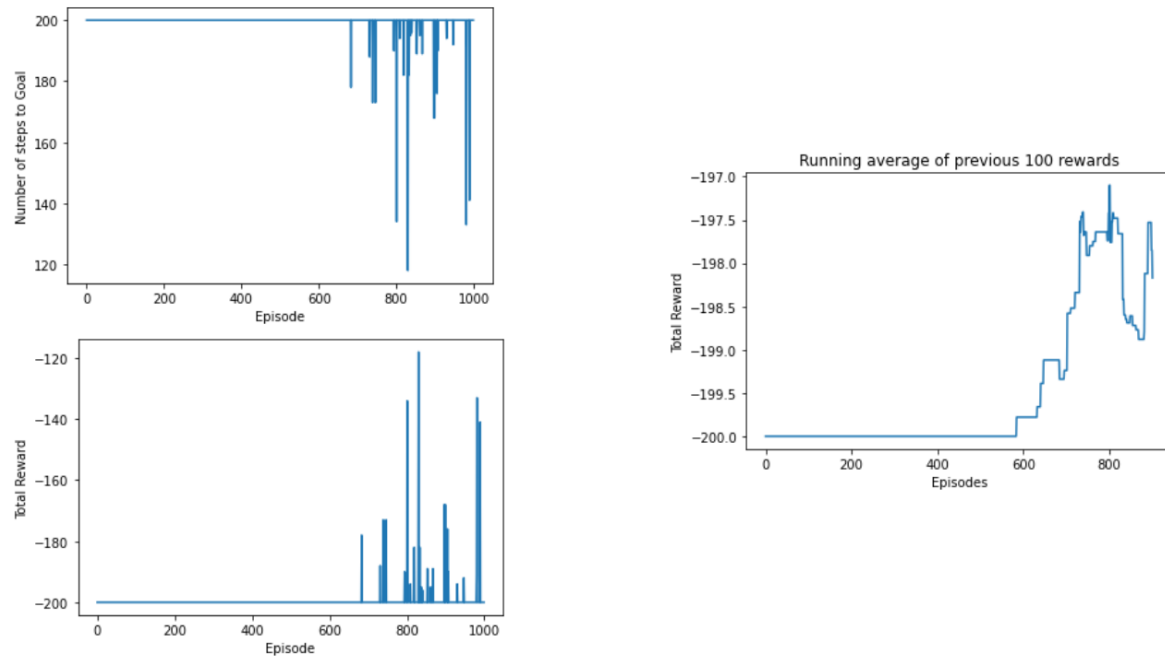 200
180
160
140
120
Number of steps to Goal
0 200 400 600 800 1000
Episode
−120
−140
−160
−180
−200
Total Reward
0 200 400 600 800 1000
Episode
Running average of previous 100 rewards
−197.0
−197.5
−198.0
−198.5
−199.0
−199.5
−200.0
Total Reward
0 200 400 600 800
Episodes